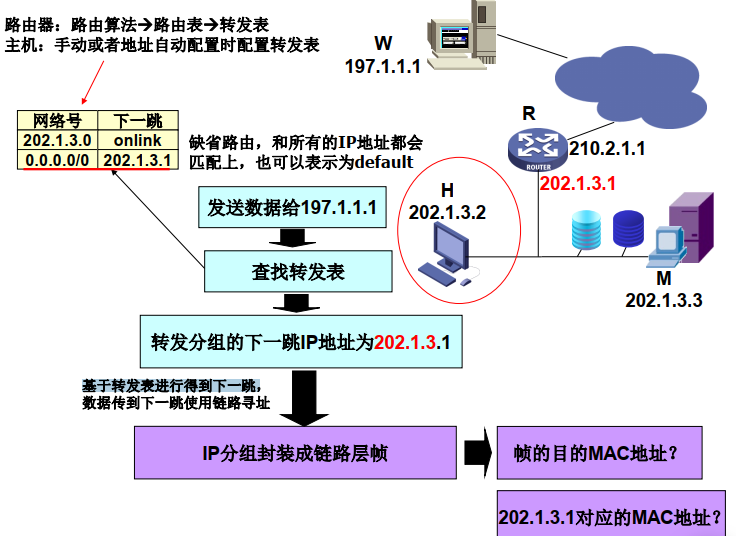 路由器：路由算法→路由表→转发表
主机：手动或者地址自动配置时配置转发表
W
197.1.1.1
网络号 下一跳
202.1.3.0 onlink
0.0.0.0/0 202.1.3.1
缺省路由，和所有的IP地址都会
匹配上，也可以表示为default
R
210.2.1.1
ROUTER
202.1.3.1
H
202.1.3.2
M
202.1.3.3
发送数据给197.1.1.1
查找转发表
转发分组的下一跳IP地址为202.1.3.1
基于转发表进行得到下一跳，
数据传到下一跳使用链路寻址
IP分组封装成链路层帧
帧的目的MAC地址？
202.1.3.1对应的MAC地址？